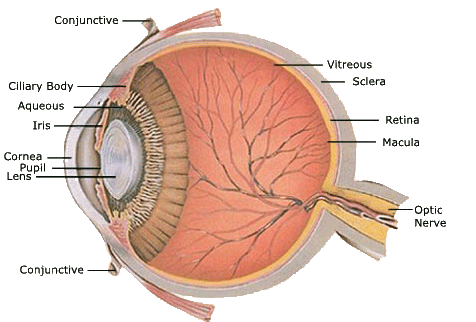 Conjunctive
Ciliary Body
Aqueous
Iris
Cornea
Pupil
Lens
Conjunctive
Vitreous
Sclera
Retina
Macula
Optic
Nerve